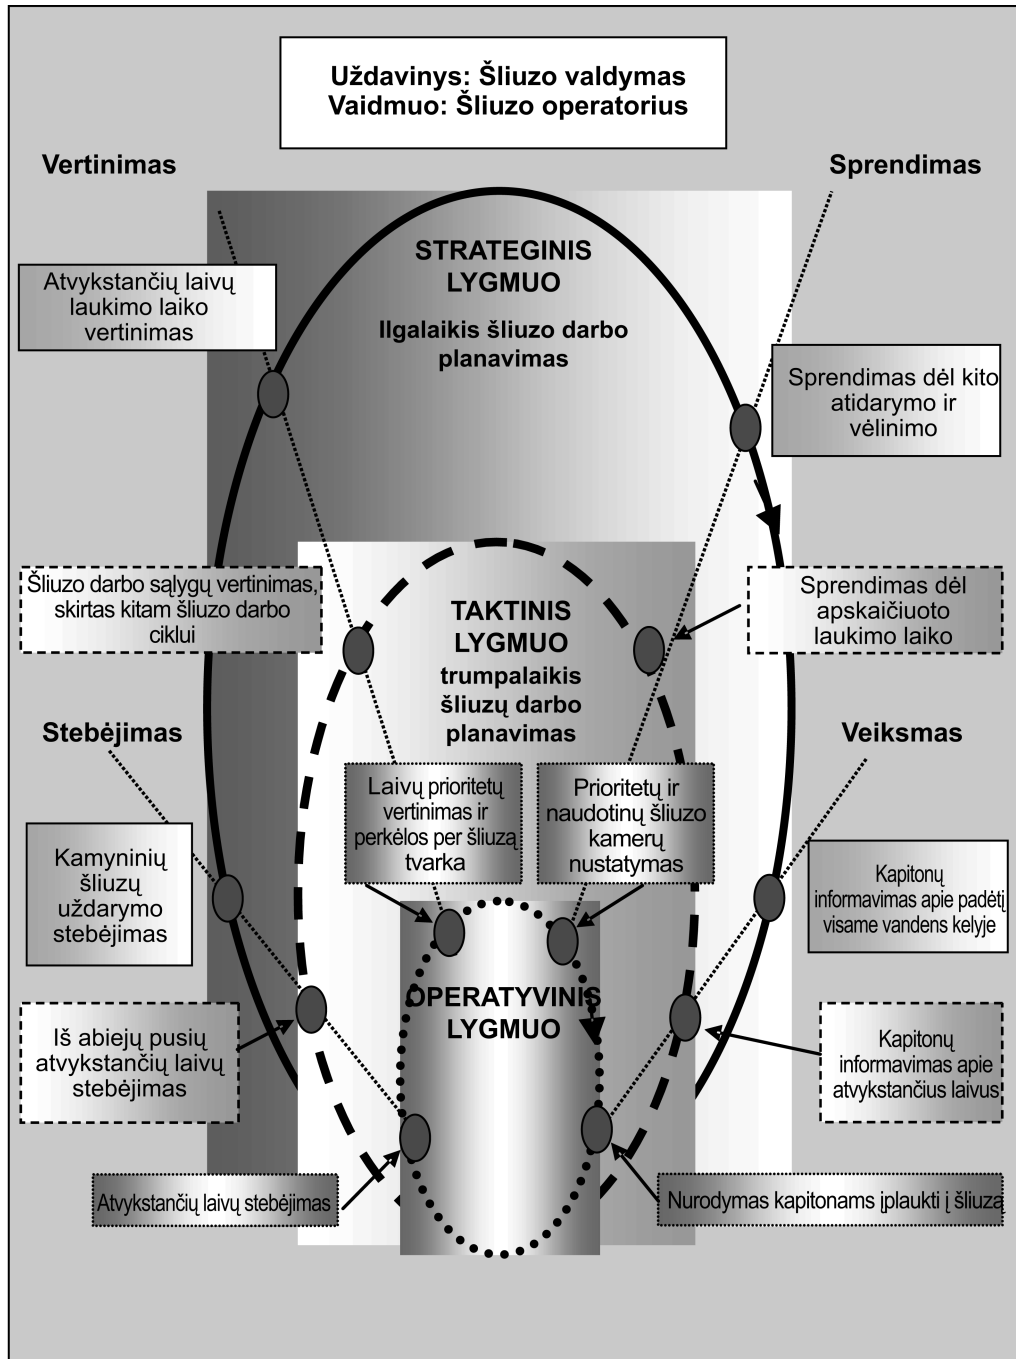 Uždavinys: Šliuzo valdymas
Vaidmuo: Šliuzo operatorius
Vertinimas
Sprendimas
STRATEGINIS
LYGMUO
Ilgalaikis šliuzo darbo
planavimas
Atvykstančių laivų
laukimo laiko
vertinimas
Sprendimas dėl kito
atidarymo ir
vėlinimo
Šliuzo darbo sąlygų vertinimas,
skirtas kitam šliuzo darbo
ciklui
TAKTINIS
LYGMUO
trumpalaikis
šliuzų darbo
planavimas
Sprendimas dėl
apskaičiuoto
laukimo laiko
Stebėjimas
Veiksmas
Laivų prioritetų
vertinimas ir
perkėlos per šliuzą
tvarka
Prioritetų ir
naudotinų šliuzo
kamerų
nustatymas
Kamyninių
šliuzų
uždarymo
stebėjimas
Kapitonų
informavimas apie padėtį
visame vandens kelyje
OPERATYVINIS
LYGMUO
Iš abiejų pusių
atvykstančių laivų
stebėjimas
Kapitonų
informavimas apie
atvykstančius laivus
Atvykstančių laivų stebėjimas
Nurodymas kapitonams įplaukti į šliuzą